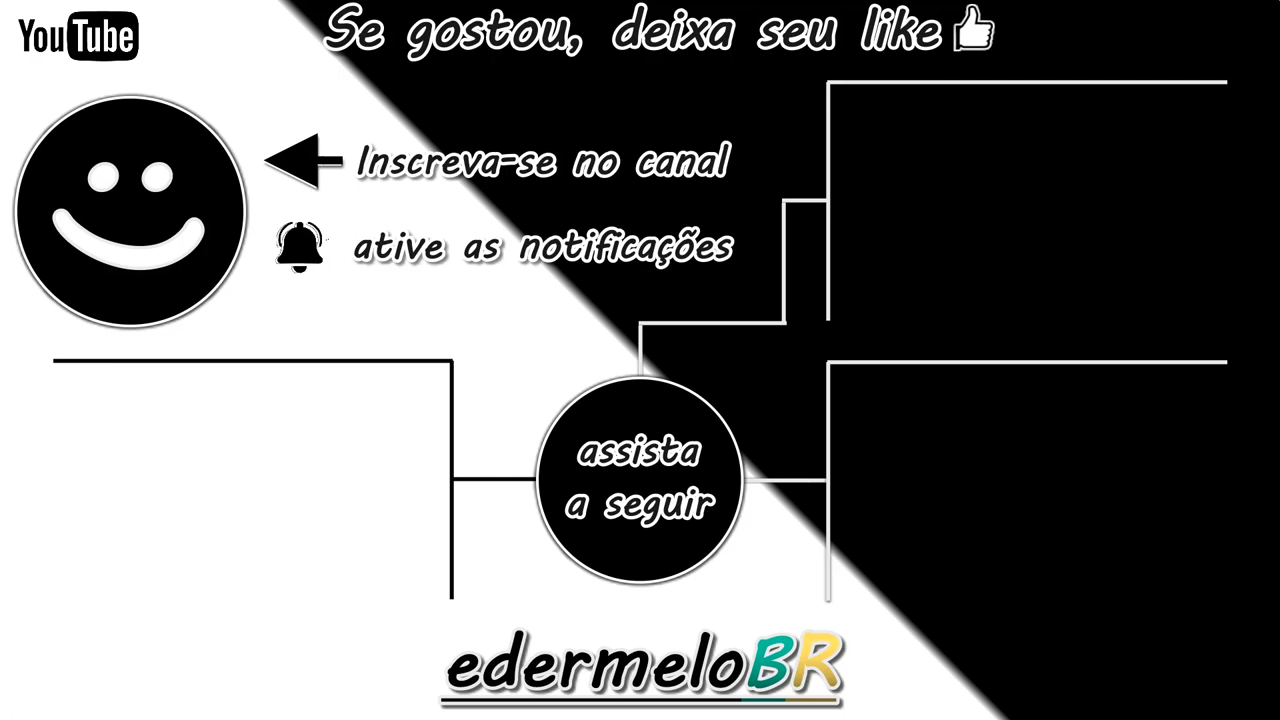 YouTube
Se gostou, deixa seu like
Inscreva-se no canal
ative as notificações
assista
a seguir
edermeloBR